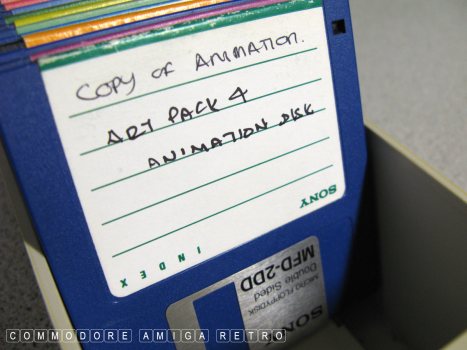 COPY OF ANIMATION.
ART PACK 4
ANIMATION DISK
SONY
INDEX
MFD-2DD
Double Sided
MICRO FLOPPYDISK
SONY
COMMODORE AMIGA RETRO